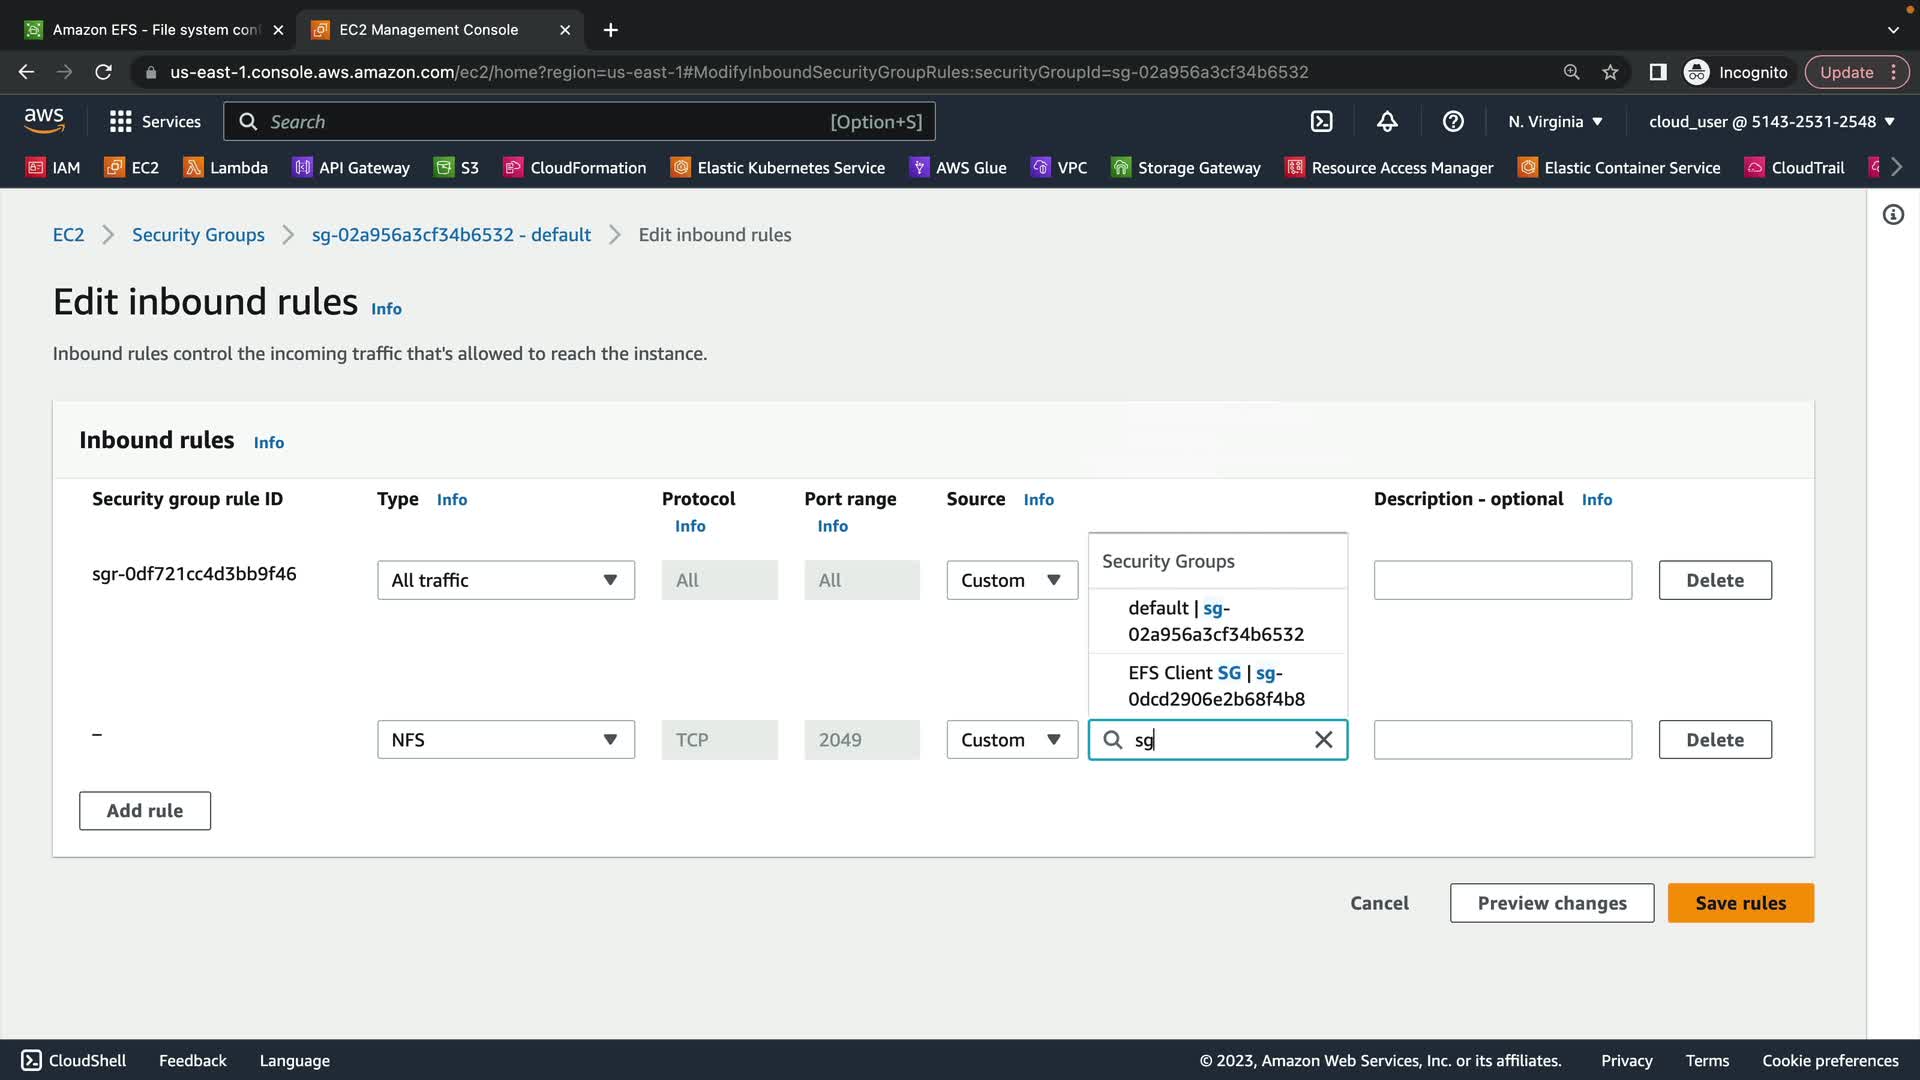 Amazon EFS - File system con
EC2 Management Console
us-east-1.console.aws.amazon.com/ec2/home?region=us-east-1#ModifyInboundSecurityGroupRules:securityGroupId=sg-02a956a3cf34b6532
Incognito
Update
aws
Services
Search
[Option+S]
N. Virginia
cloud_user @ 5143-2531-2548
IAM
EC2
Lambda
API Gateway
S3
CloudFormation
Elastic Kubernetes Service
AWS Glue
VPC
Storage Gateway
Resource Access Manager
Elastic Container Service
CloudTrail
EC2
Security Groups
sg-02a956a3cf34b6532 - default
Edit inbound rules
Edit inbound rules Info
Inbound rules control the incoming traffic that's allowed to reach the instance.
Inbound rules Info
Security group rule ID
Type Info
Protocol
Info
Port range
Info
Source Info
Description - optional Info
sgr-0df721cc4d3bb9f46
All traffic
All
All
Custom
Security Groups
default | sg-
02a956a3cf34b6532
EFS Client SG | sg-
0dcd2906e2b68f4b8
Delete
–
NFS
TCP
2049
Custom
sg
Delete
Add rule
Cancel
Preview changes
Save rules
CloudShell
Feedback
Language
© 2023, Amazon Web Services, Inc. or its affiliates.
Privacy
Terms
Cookie preferences